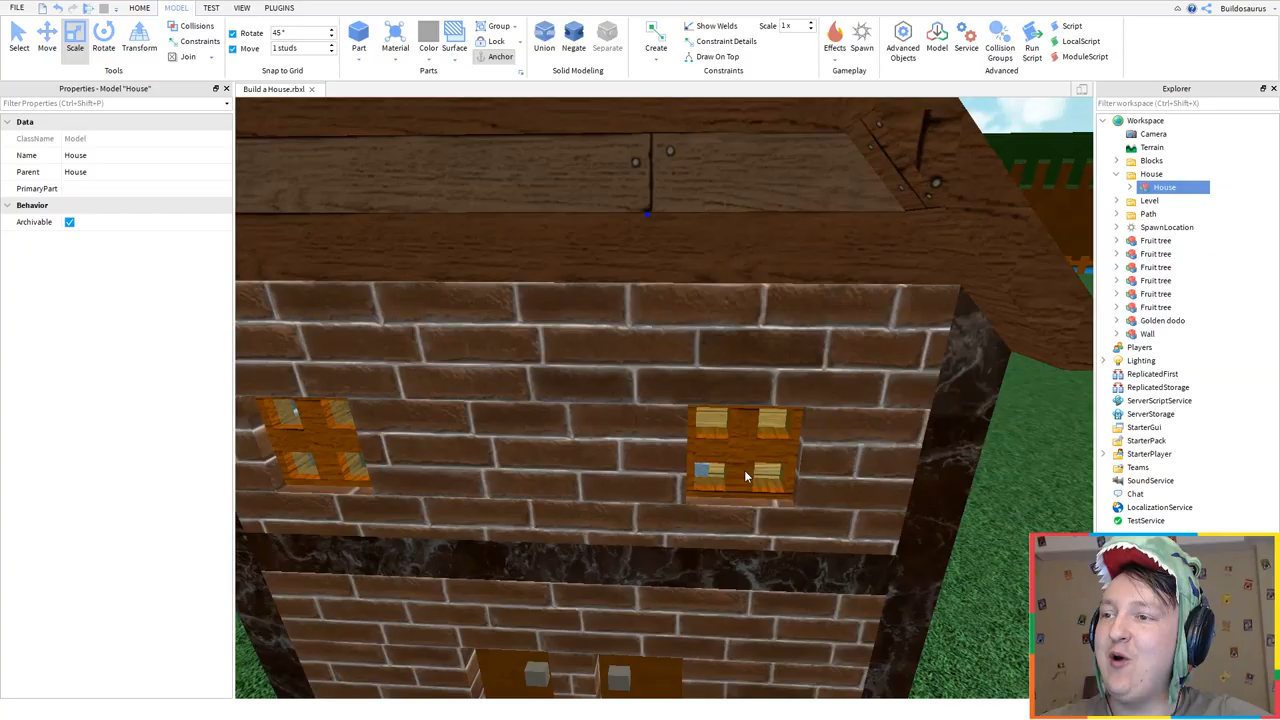 FILE
HOME
MODEL
TEST
VIEW
PLUGINS
Buildosaurus
Select
Move
Scale
Rotate
Transform
Collisions
Constraints
Join
Tools
Rotate 45°
Move 1 studs
Snap to Grid
Part
Material
Color
Surface
Group
Lock
Anchor
Parts
Union
Negate
Separate
Solid Modeling
Create
Show Welds
Scale 1 x
Constraint Details
Draw On Top
Constraints
Effects
Spawn
Gameplay
Advanced Objects
Model
Service
Collision Groups
Run Script
Script
LocalScript
ModuleScript
Advanced
Properties - Model "House"
Filter Properties (Ctrl+Shift+P)
Data
ClassName Model
Name House
Parent House
PrimaryPart
Behavior
Archivable
Build a House.rbxl
Explorer
Filter workspace (Ctrl+Shift+X)
Workspace
Camera
Terrain
Blocks
House
House
Level
Path
SpawnLocation
Fruit tree
Fruit tree
Fruit tree
Fruit tree
Fruit tree
Fruit tree
Golden dodo
Wall
Players
Lighting
ReplicatedFirst
ReplicatedStorage
ServerScriptService
ServerStorage
StarterGui
StarterPack
StarterPlayer
Teams
SoundService
Chat
LocalizationService
TestService